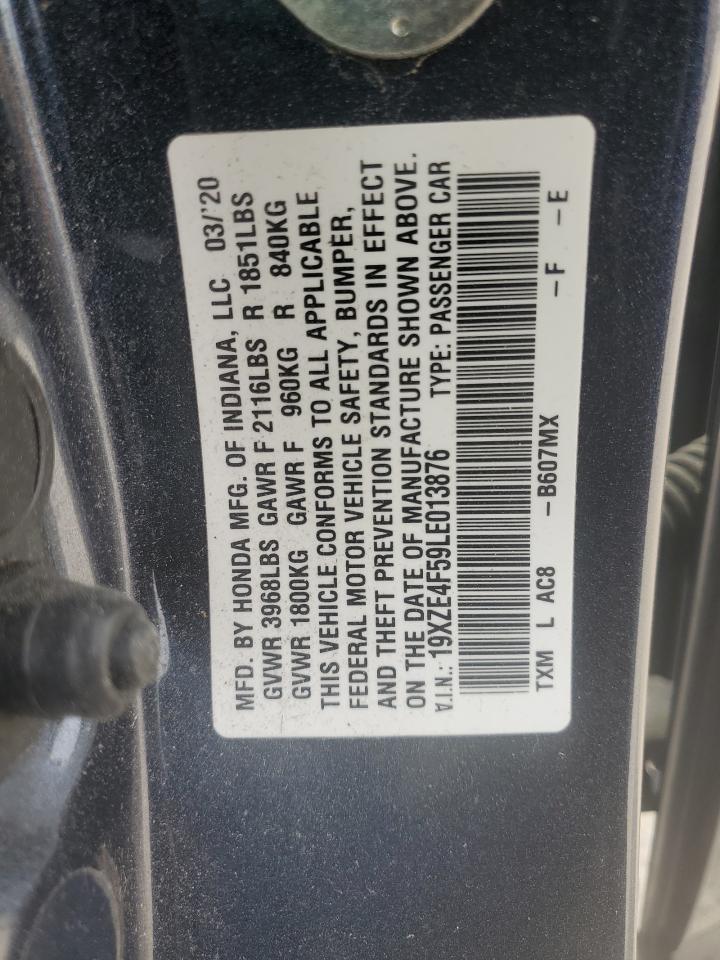 MFD. BY HONDA MFG. OF INDIANA, LLC 03/'20
GVWR 3968LBS GAWR F 2116LBS R 1851LBS
GVWR 1800KG GAWR F 960KG R 840KG
THIS VEHICLE CONFORMS TO ALL APPLICABLE
FEDERAL MOTOR VEHICLE SAFETY, BUMPER,
AND THEFT PREVENTION STANDARDS IN EFFECT
ON THE DATE OF MANUFACTURE SHOWN ABOVE.
V.I.N.: 19XZE4F59LE013876 TYPE: PASSENGER CAR
TXM L AC8 -B607MX -F -E